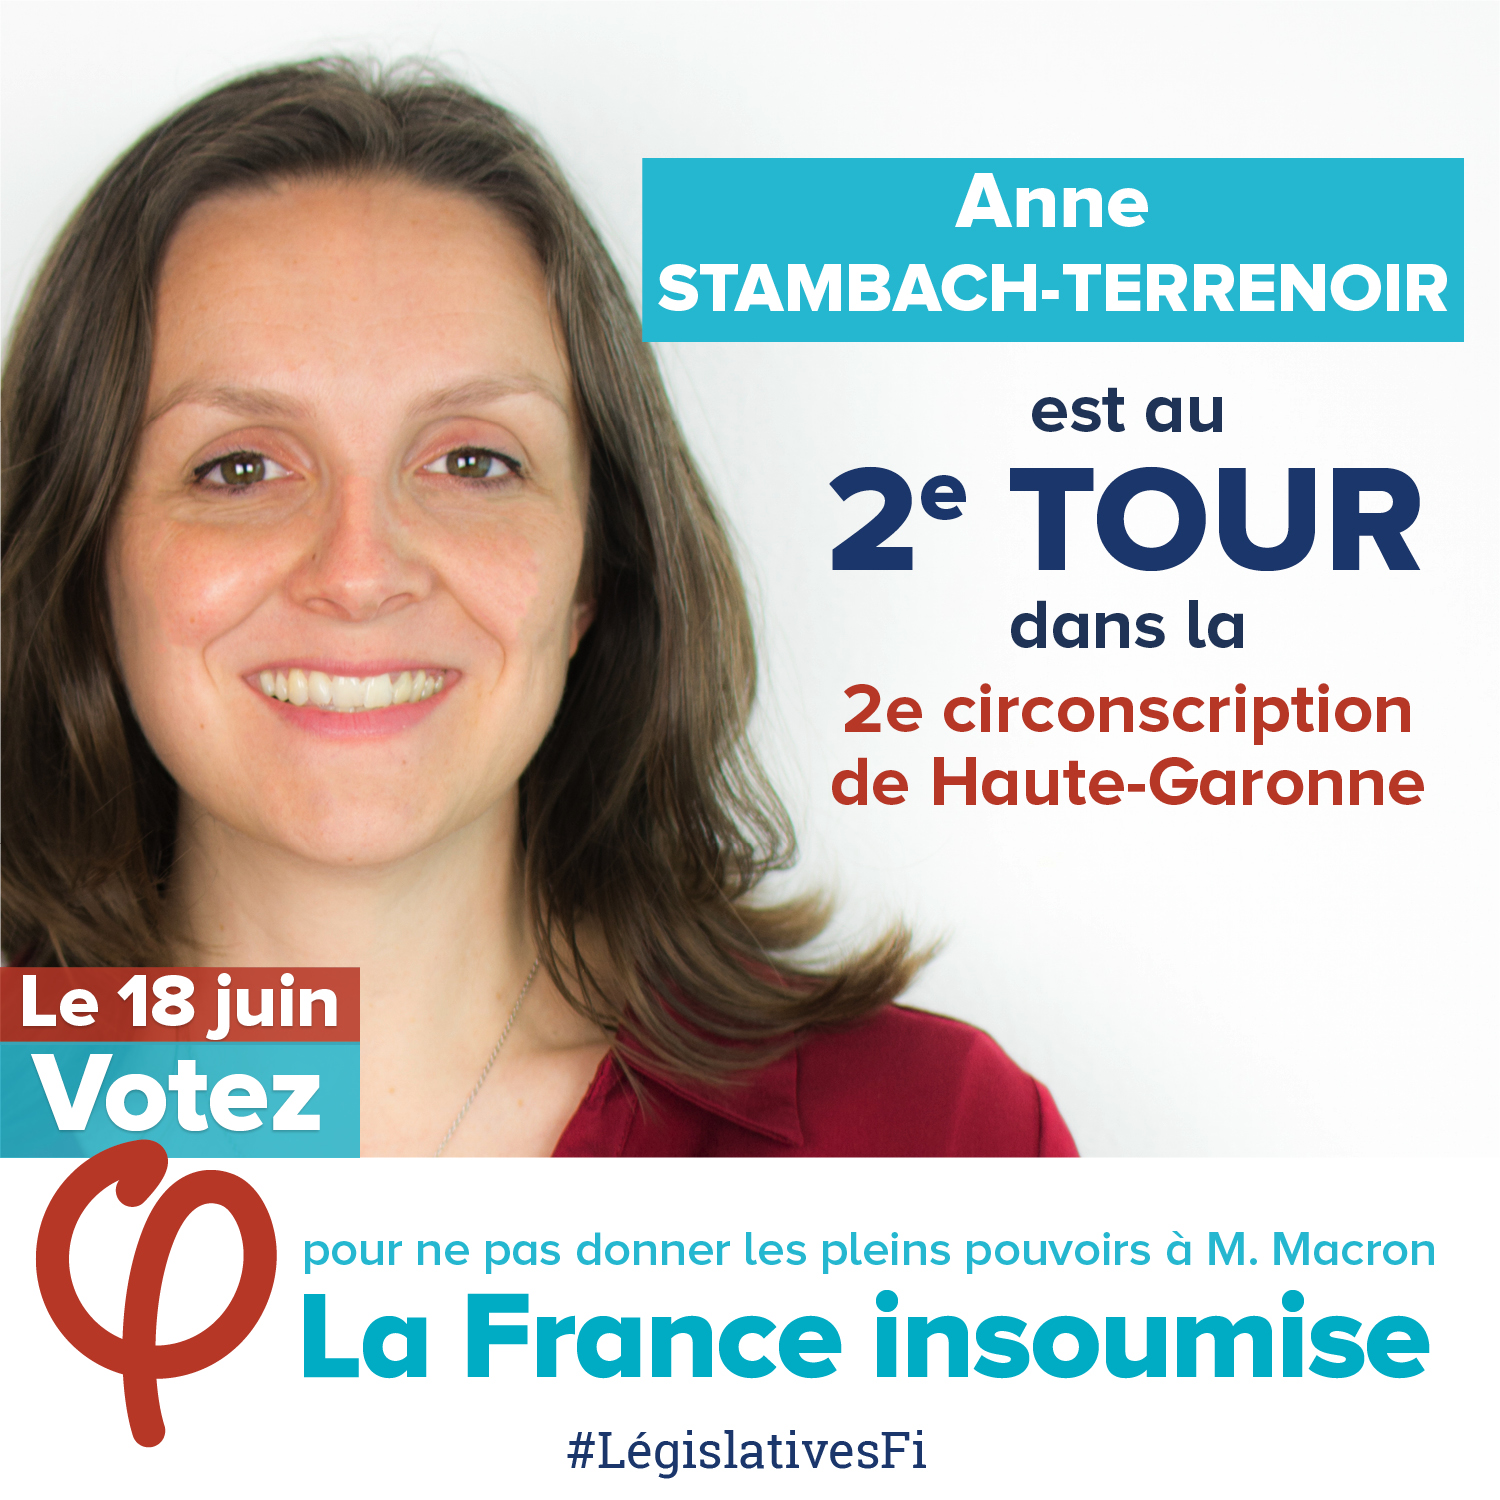 Anne
STAMBACH-TERRENOIR
est au
2e TOUR
dans la
2e circonscription
de Haute-Garonne
Le 18 juin
Votez
φ
pour ne pas donner les pleins pouvoirs à M. Macron
La France insoumise
#LégislativesFi